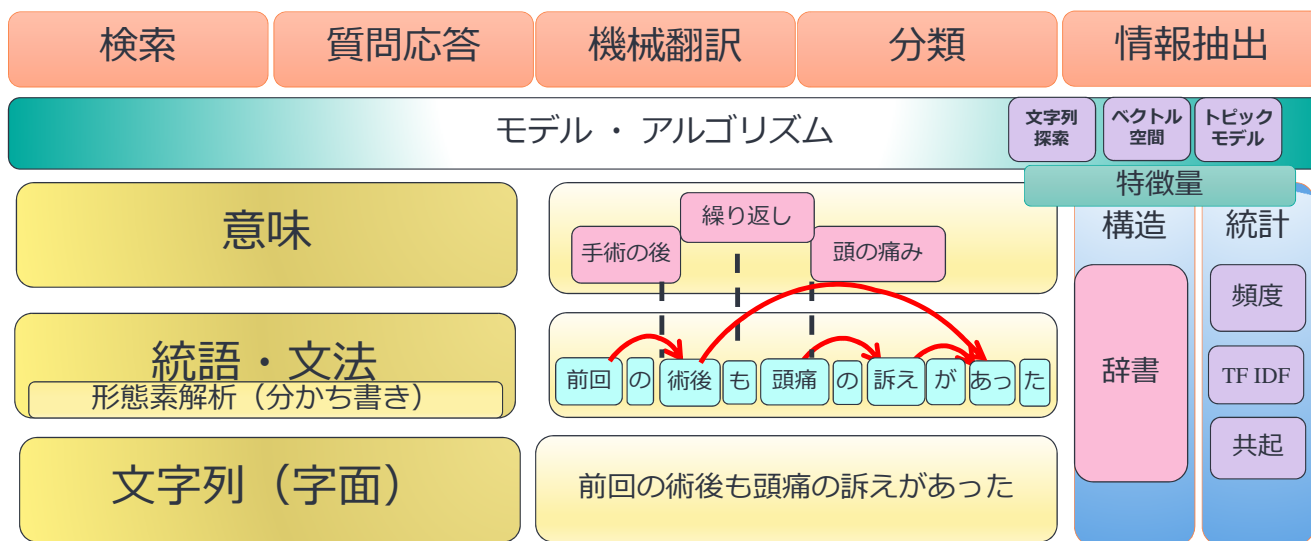 検索
質問応答
機械翻訳
分類
情報抽出
モデル ・ アルゴリズム
文字列
探索
ベクトル
空間
トピック
モデル
特徴量
意味
手術の後
繰り返し
頭の痛み
統語・文法
形態素解析（分かち書き）
前回 の 術後 も 頭痛 の 訴え が あっ た
文字列（字面）
前回の術後も頭痛の訴えがあった
構造
辞書
統計
頻度
TF IDF
共起